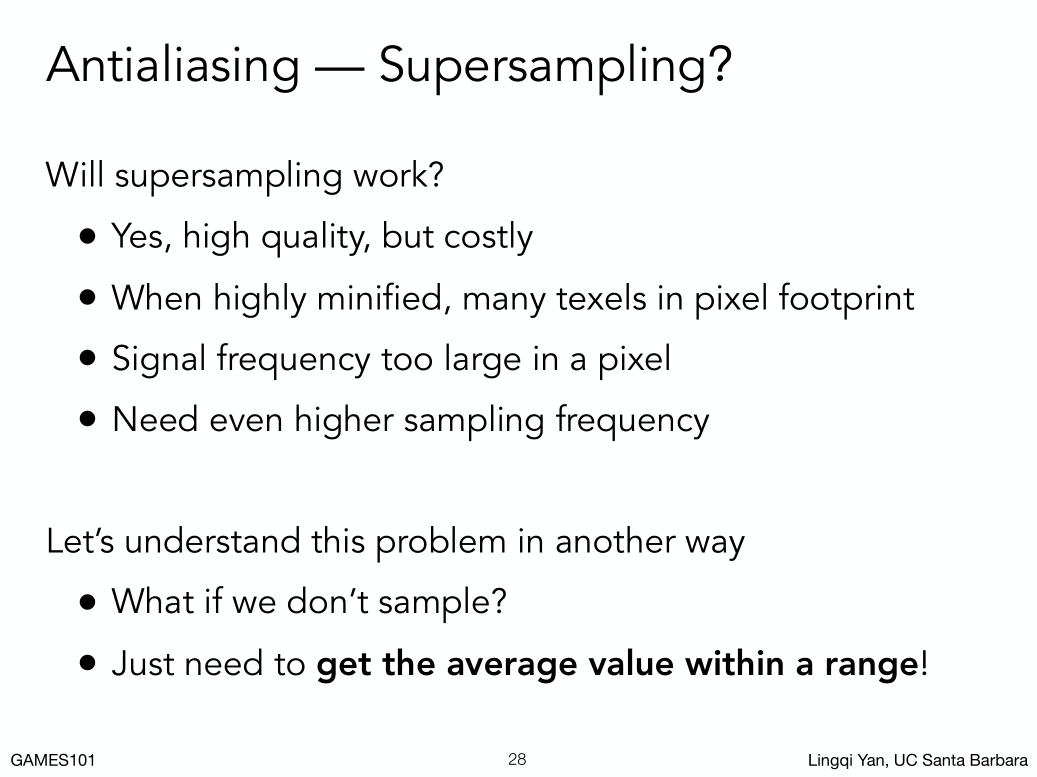 Antialiasing — Supersampling?
Will supersampling work?
• Yes, high quality, but costly
• When highly minified, many texels in pixel footprint
• Signal frequency too large in a pixel
• Need even higher sampling frequency
Let’s understand this problem in another way
• What if we don’t sample?
• Just need to get the average value within a range!
GAMES101
28
Lingqi Yan, UC Santa Barbara